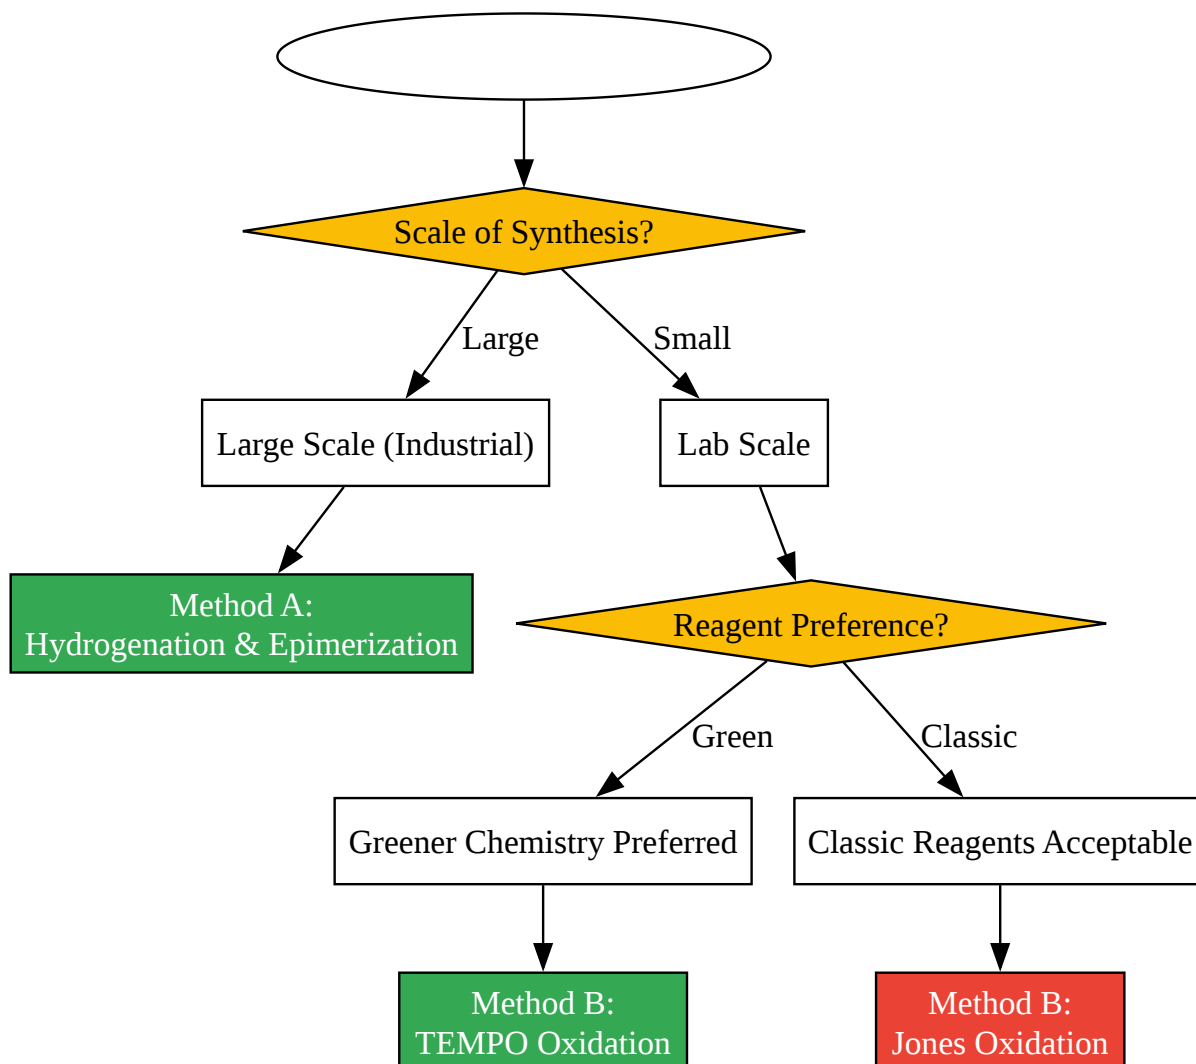 Scale of Synthesis?
Large
Small
Large Scale (Industrial)
Lab Scale
Method A:
Hydrogenation & Epimerization
Reagent Preference?
Green
Classic
Greener Chemistry Preferred
Classic Reagents Acceptable
Method B:
TEMPO Oxidation
Method B:
Jones Oxidation